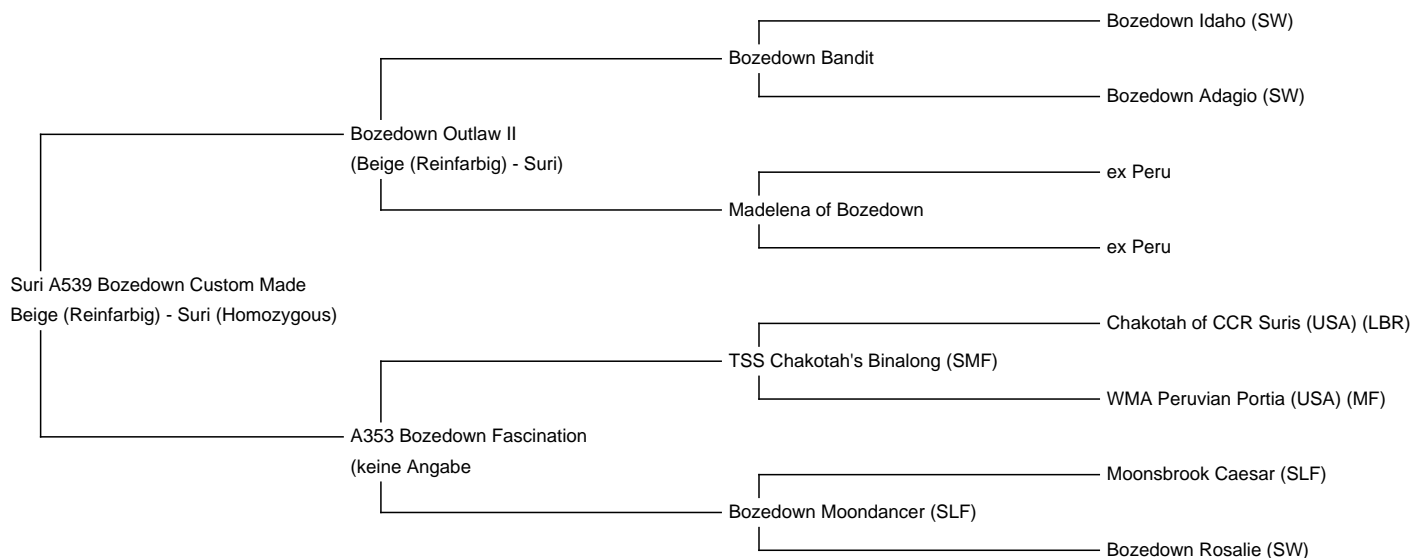 Bozedown Idaho (SW)
Bozedown Bandit
Bozedown Adagio (SW)
Bozedown Outlaw II
(Beige (Reinfarbig) - Suri)
ex Peru
Madelena of Bozedown
ex Peru
Suri A539 Bozedown Custom Made
Beige (Reinfarbig) - Suri (Homozygous)
Chakotah of CCR Suris (USA) (LBR)
TSS Chakotah's Binalong (SMF)
WMA Peruvian Portia (USA) (MF)
A353 Bozedown Fascination
(keine Angabe
Moonsbrook Caesar (SLF)
Bozedown Moondancer (SLF)
Bozedown Rosalie (SW)